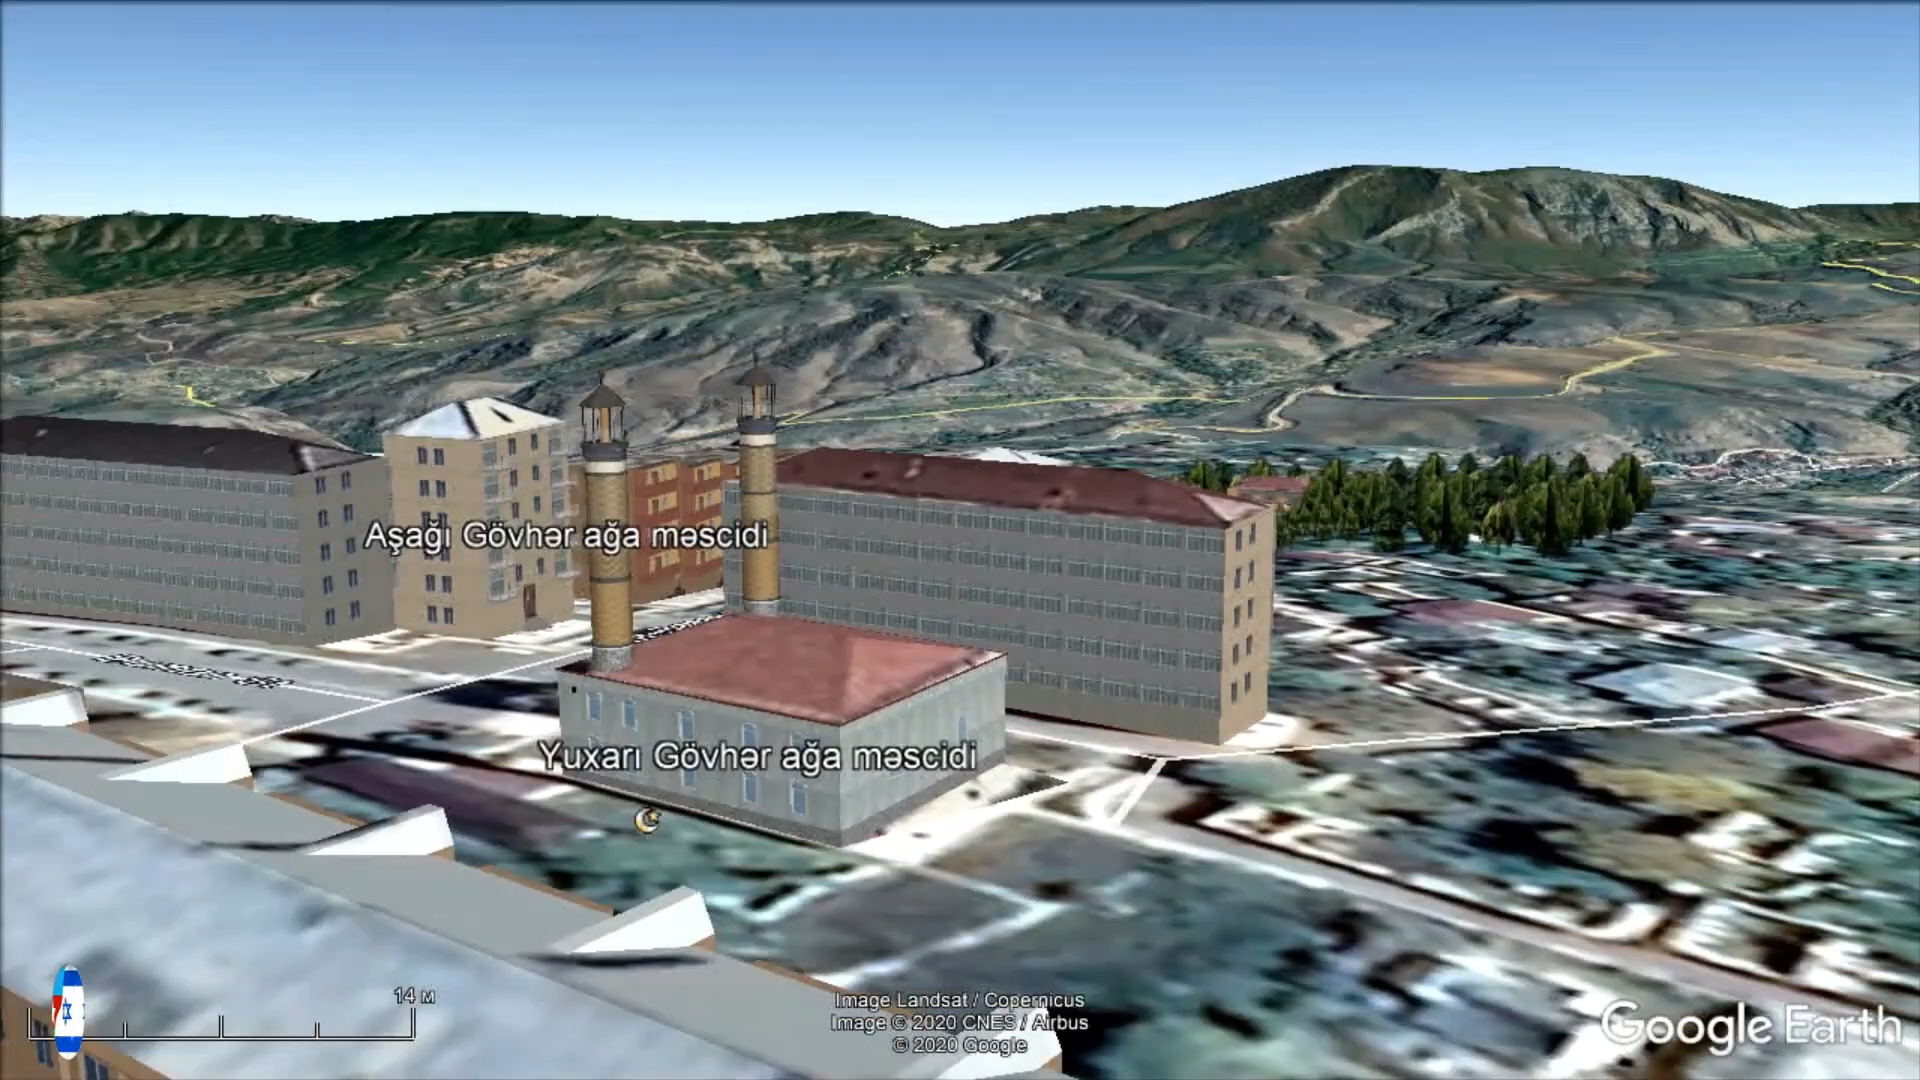 Aşağı Gövhər ağa məscidi
Yuxarı Gövhər ağa məscidi
14 м
Image Landsat / Copernicus
Image © 2020 CNES / Airbus
© 2020 Google
Google Earth